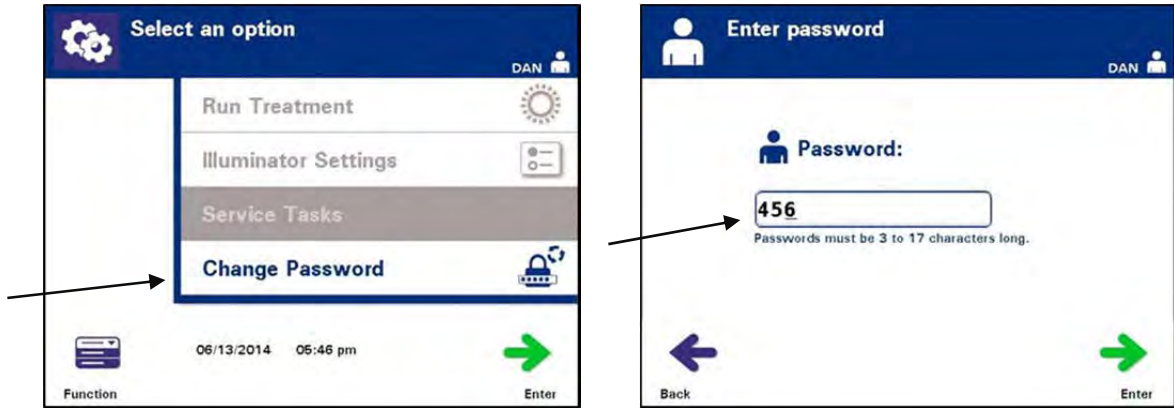 Select an option
DAN
Run Treatment
Illuminator Settings
Service Tasks
Change Password
06/13/2014 05:46 pm
Function
Enter
Enter password
DAN
Password:
456
Passwords must be 3 to 17 characters long.
Back
Enter